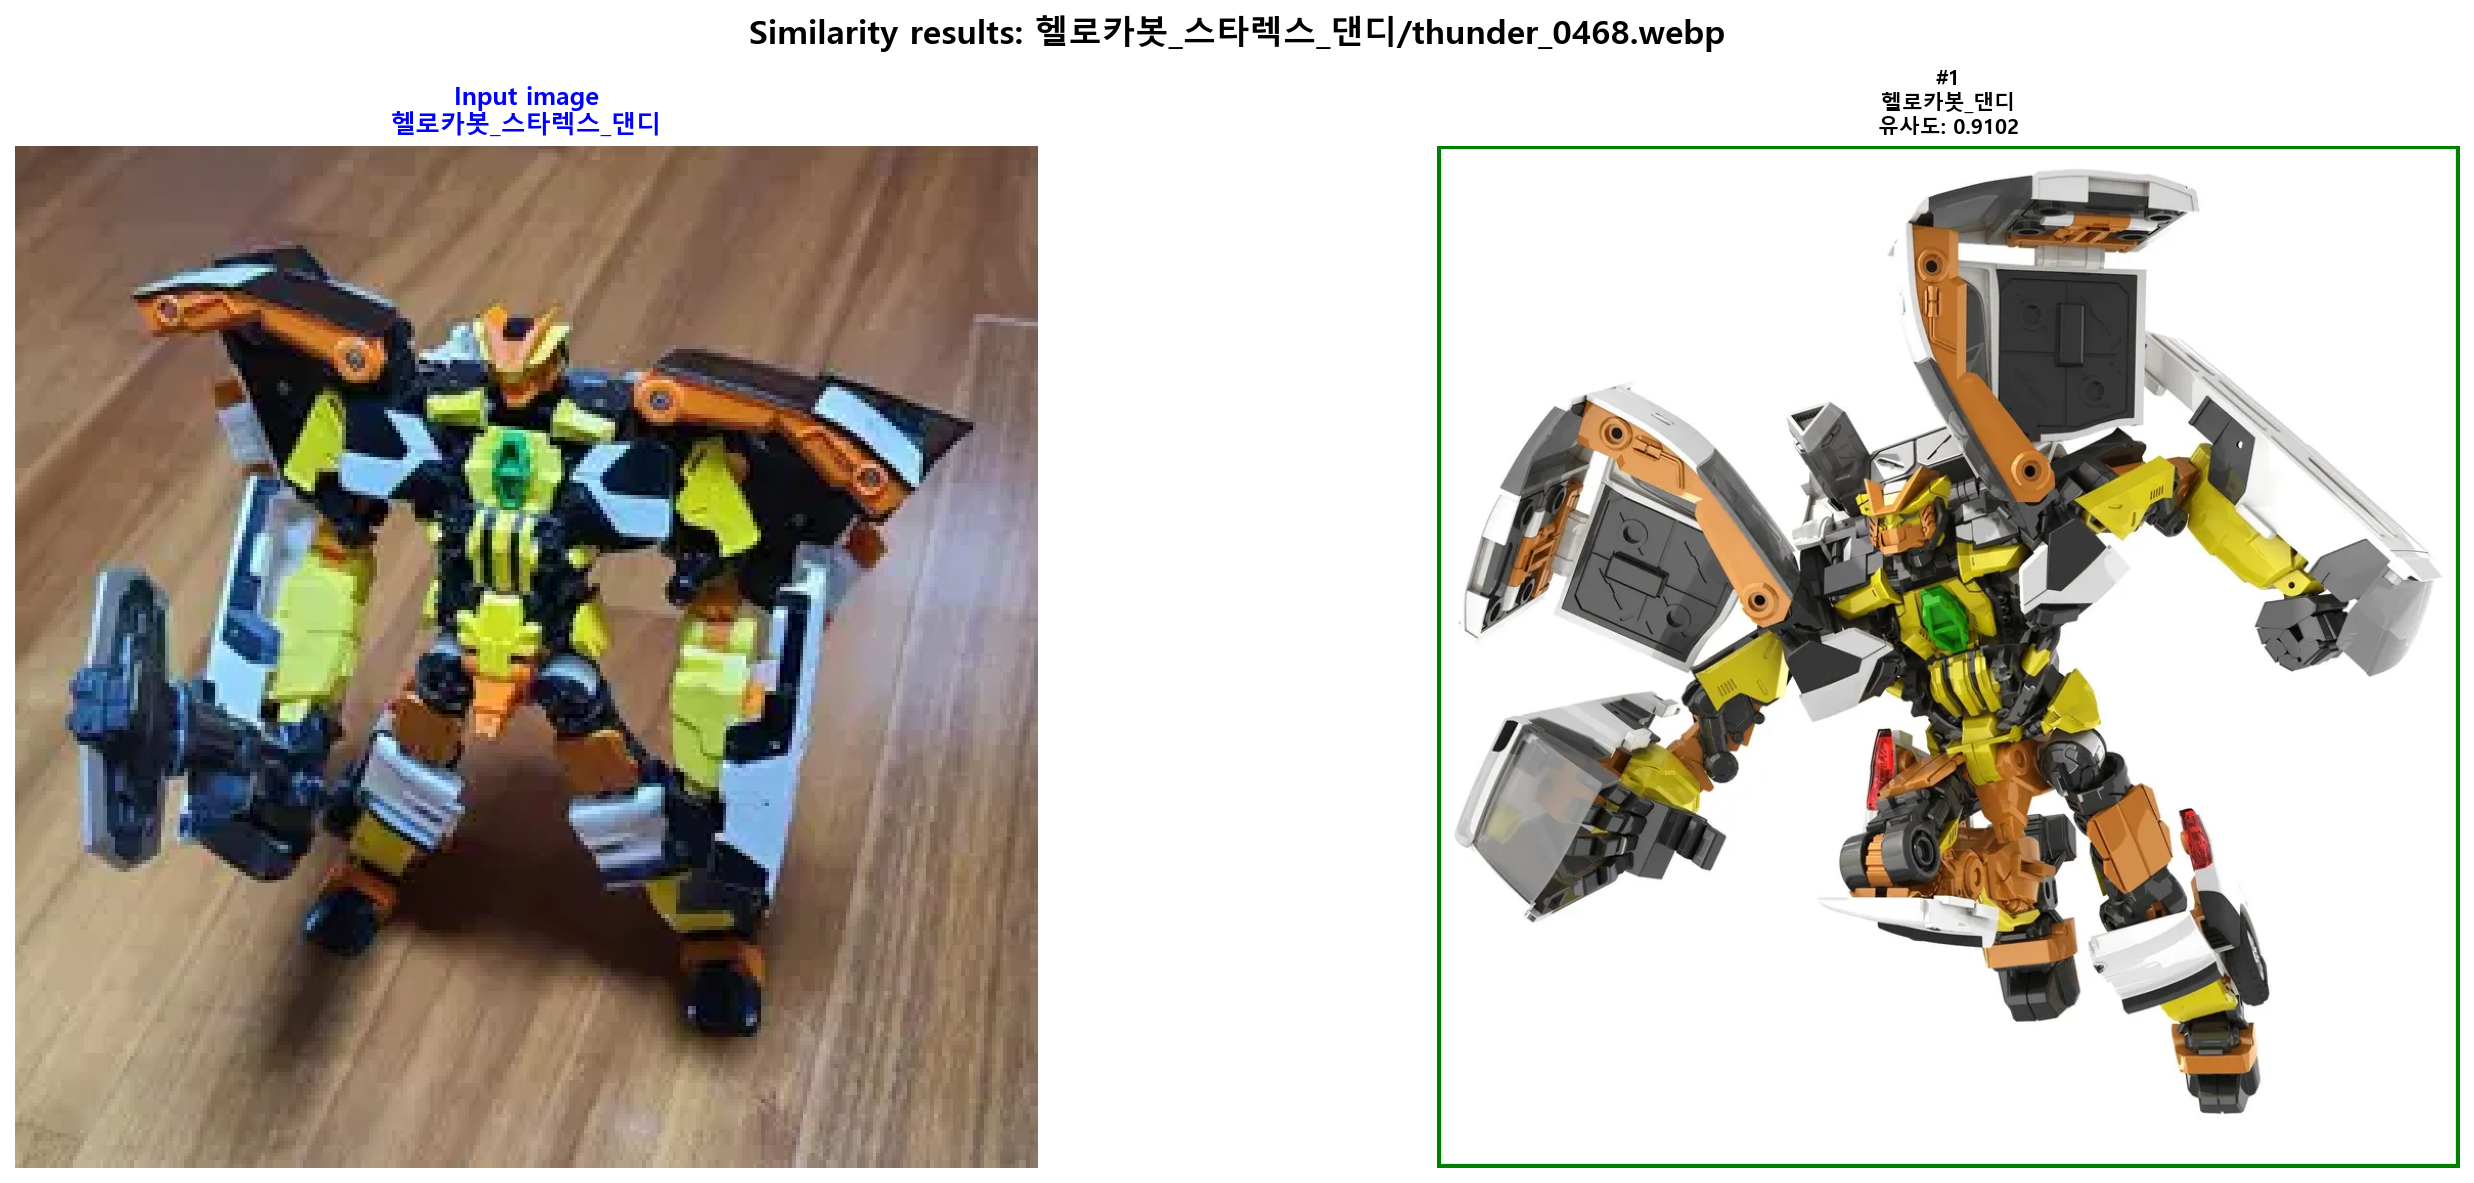 Similarity results: 헬로카봇_스타렉스_댄디/thunder_0468.webp
Input image
헬로카봇_스타렉스_댄디
#1
헬로카봇_댄디
유사도: 0.9102